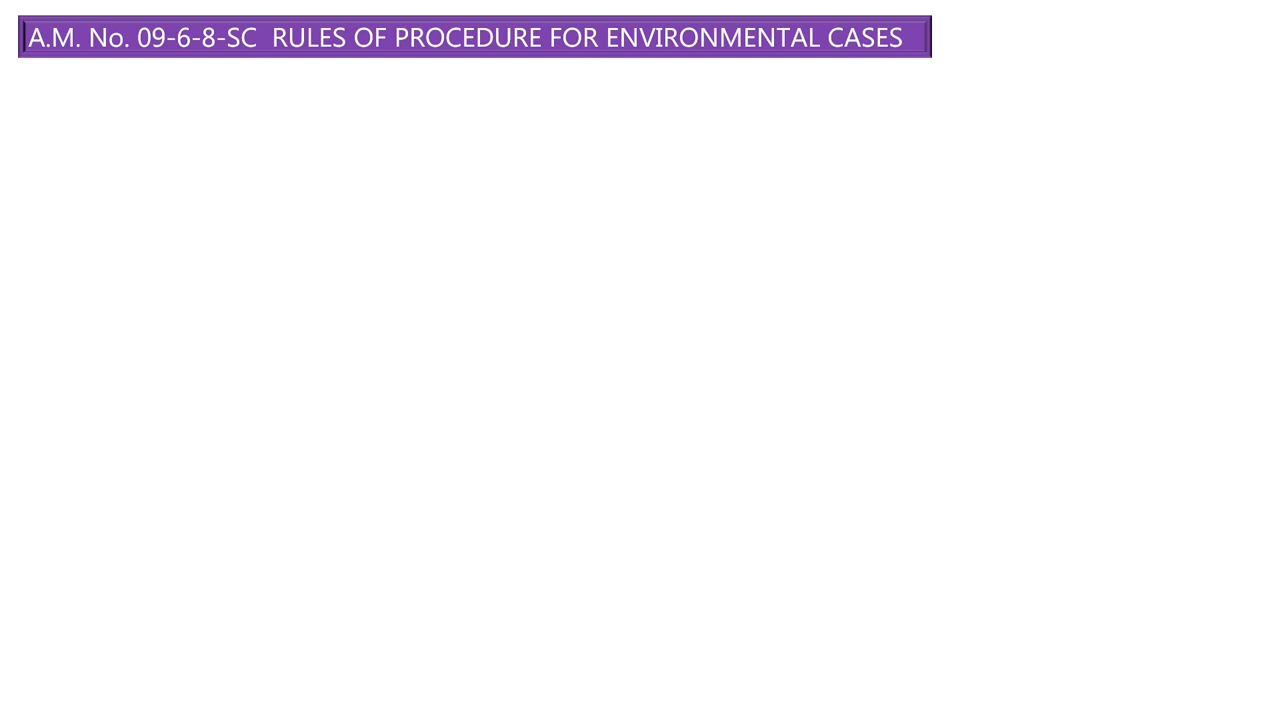 A.M. No. 09-6-8-SC  RULES OF PROCEDURE FOR ENVIRONMENTAL CASES